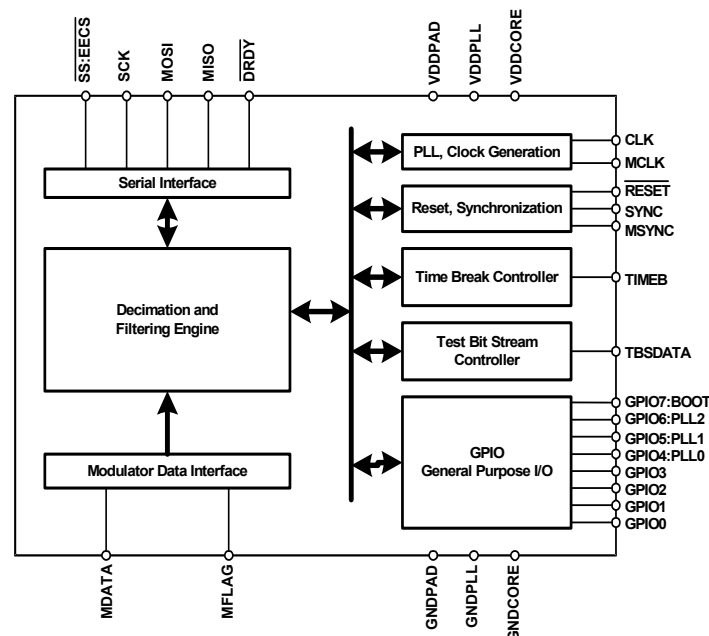 SS:EECS
SCK
MOSI
MISO
DRDY
VDDPAD
VDDPLL
VDDCORE
Serial Interface
Decimation and
Filtering Engine
Modulator Data Interface
PLL, Clock Generation
CLK
MCLK
Reset, Synchronization
RESET
SYNC
MSYNC
Time Break Controller
TIMEB
Test Bit Stream
Controller
TBSDATA
GPIO
General Purpose I/O
GPIO7:BOOT
GPIO6:PLL2
GPIO5:PLL1
GPIO4:PLL0
GPIO3
GPIO2
GPIO1
GPIO0
MDATA
MFLAG
GNDPAD
GNDPLL
GNDCORE